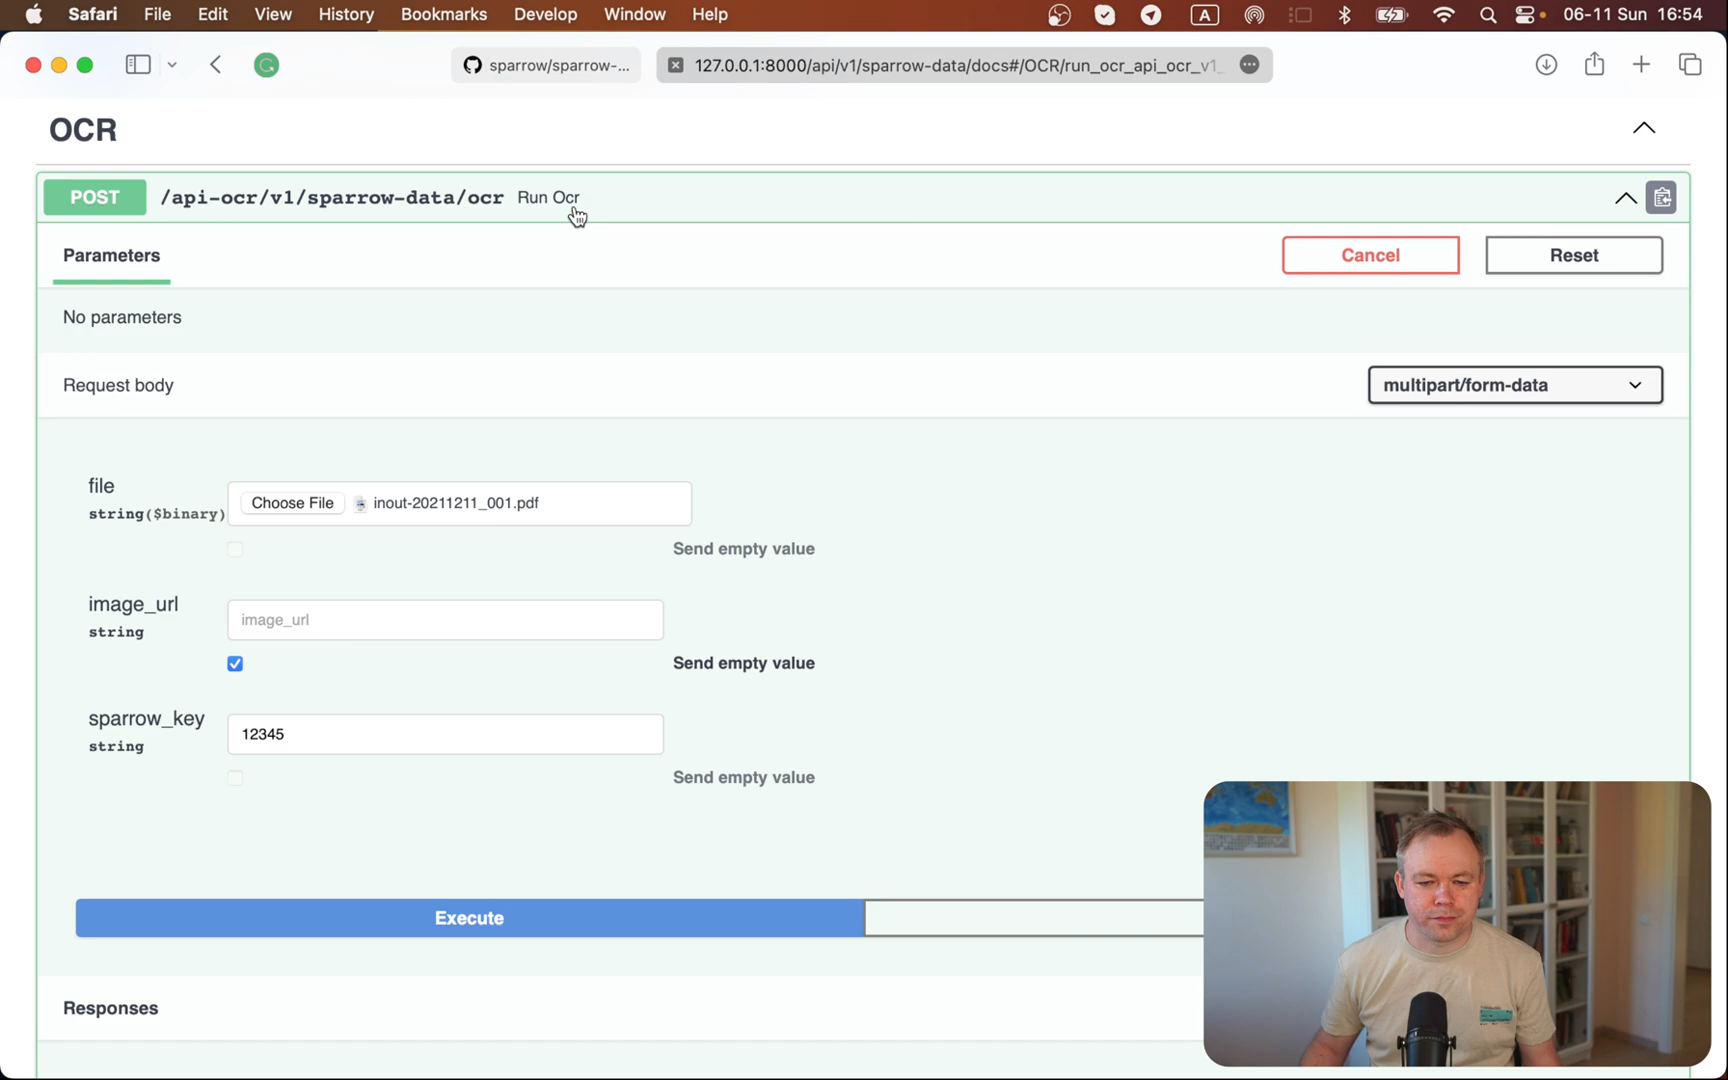 Safari File Edit View History Bookmarks Develop Window Help A 06-11 Sun 16:54
sparrow/sparrow-... 127.0.0.1:8000/api/v1/sparrow-data/docs#/OCR/run_ocr_api_ocr_v1_
OCR
POST /api-ocr/v1/sparrow-data/ocr Run Ocr
Parameters Cancel Reset
No parameters
Request body multipart/form-data
file
string($binary) Choose File inout-20211211_001.pdf
Send empty value
image_url image_url
string
Send empty value
sparrow_key 12345
string
Send empty value
Execute
Responses